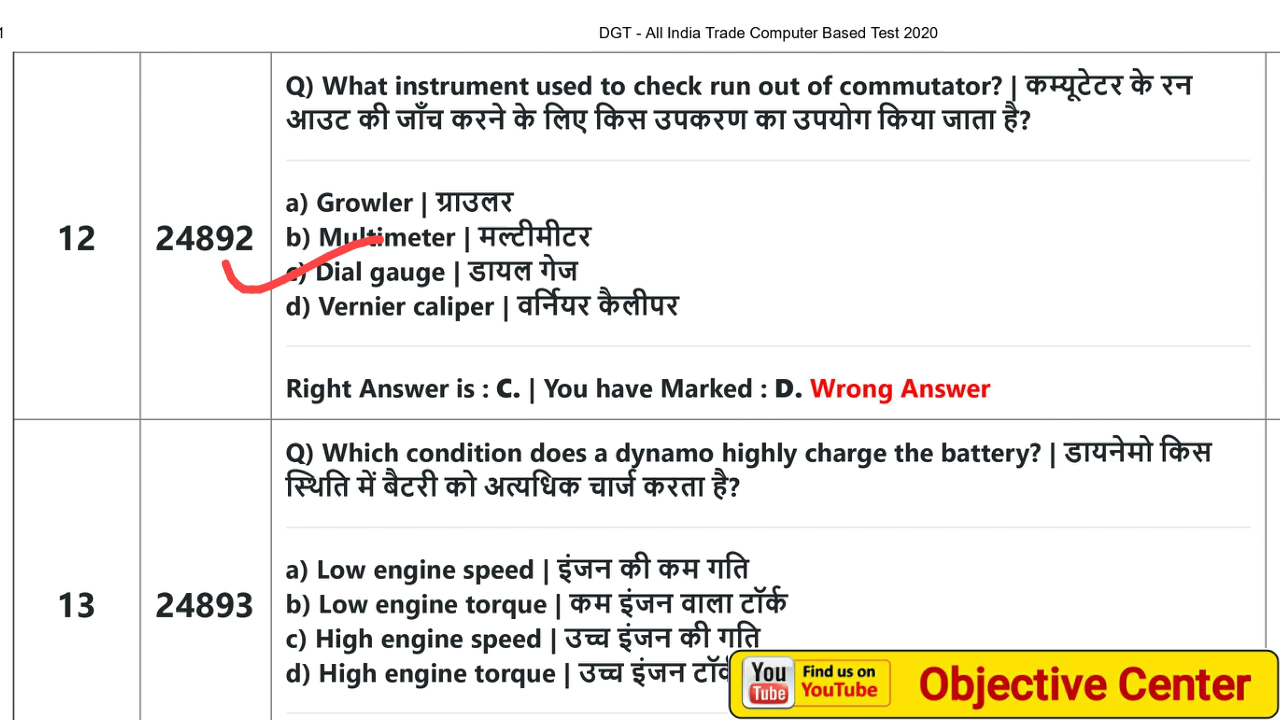 1
DGT - All India Trade Computer Based Test 2020
Q) What instrument used to check run out of commutator? | कम्यूटेटर के रन
आउट की जाँच करने के लिए किस उपकरण का उपयोग किया जाता है?
a) Growler | ग्राउलर
12
24892
b) Multimeter | मल्टीमीटर
c) Dial gauge | डायल गेज
d) Vernier caliper | वर्नियर कैलीपर
Right Answer is : C. | You have Marked : D. Wrong Answer
Q) Which condition does a dynamo highly charge the battery? | डायनेमो किस
स्थिति में बैटरी को अत्यधिक चार्ज करता है?
a) Low engine speed | इंजन की कम गति
13
24893
b) Low engine torque | कम इंजन वाला टॉर्क
c) High engine speed | उच्च इंजन की गति
d) High engine torque | उच्च इंजन
You Tube
Find us on
YouTube
Objective Center